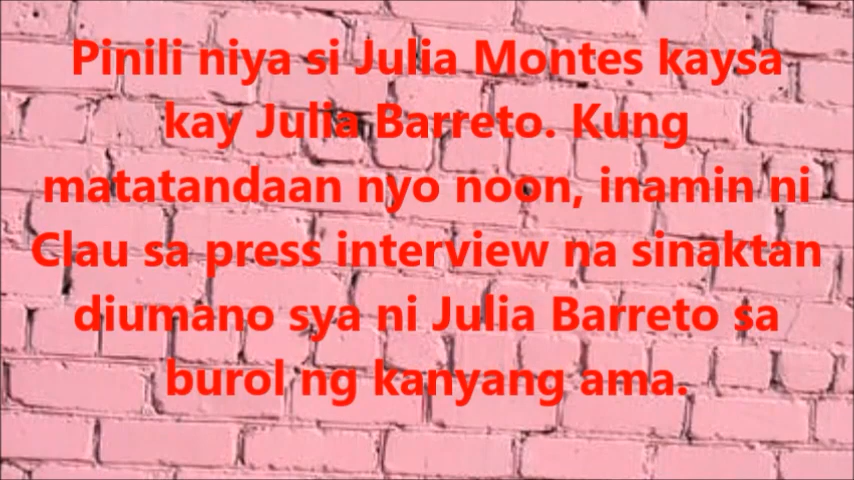 Pinili niya si Julia Montes kaysa
kay Julia Barreto. Kung
matatandaan nyo noon, inamin ni
Clau sa press interview na sinaktan
diumano sya ni Julia Barreto sa
burol ng kanyang ama.